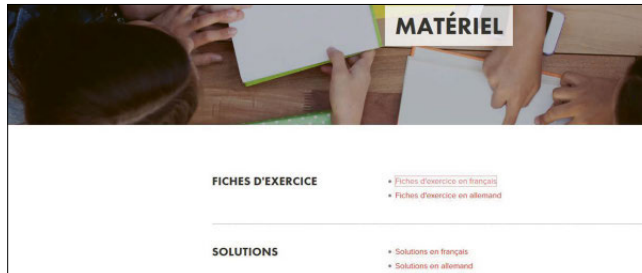 MATÉRIEL
FICHES D'EXERCICE
• Fiches d'exercice en français
• Fiches d'exercice en allemand
SOLUTIONS
• Solutions en français
• Solutions en allemand